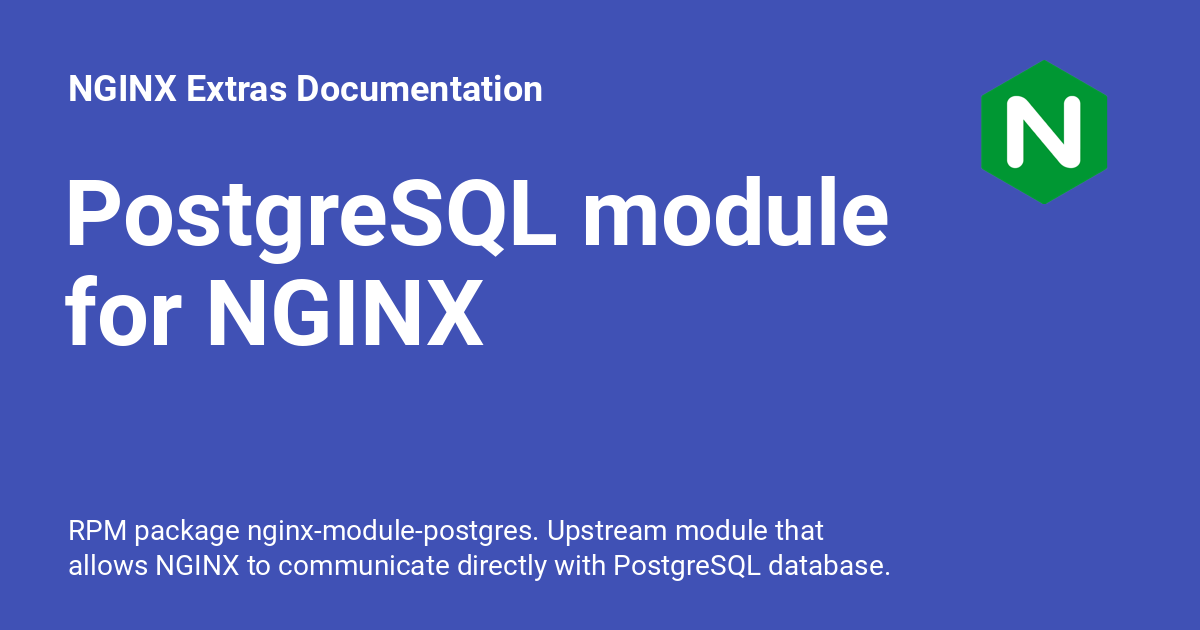 NGINX Extras Documentation
N
PostgreSQL module
for NGINX
RPM package nginx-module-postgres. Upstream module that
allows NGINX to communicate directly with PostgreSQL database.